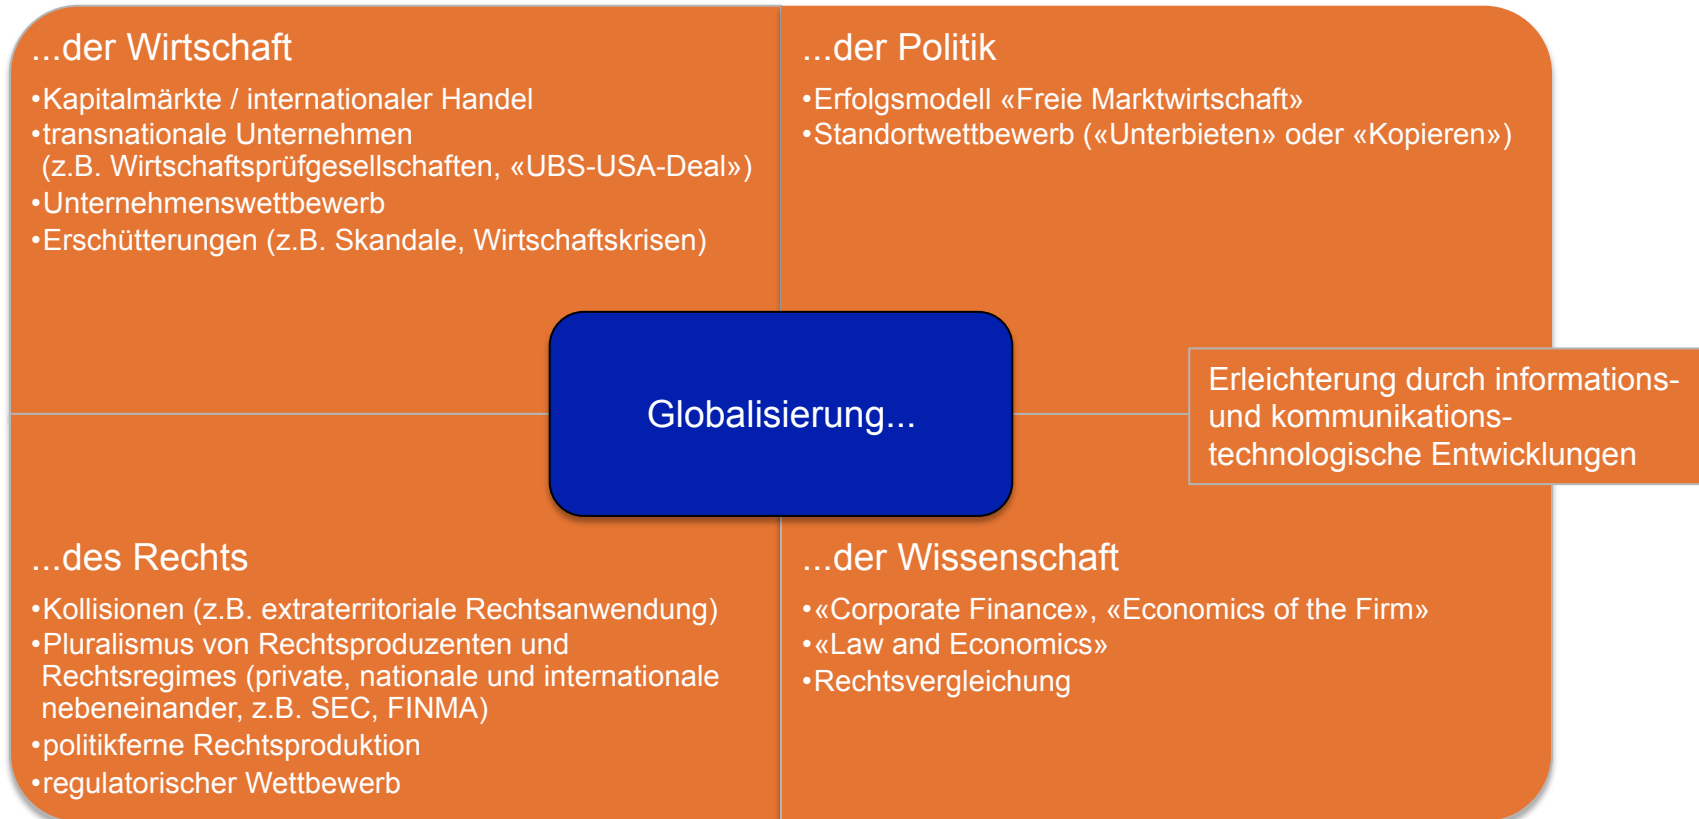 ...der Wirtschaft
•Kapitalmärkte / internationaler Handel
•transnationale Unternehmen
(z.B. Wirtschaftsprüfgesellschaften, «UBS-USA-Deal»)
•Unternehmenswettbewerb
•Erschütterungen (z.B. Skandale, Wirtschaftskrisen)
...der Politik
•Erfolgsmodell «Freie Marktwirtschaft»
•Standortwettbewerb («Unterbieten» oder «Kopieren»)
Globalisierung...
Erleichterung durch informations-
und kommunikations-
technologische Entwicklungen
...des Rechts
•Kollisionen (z.B. extraterritoriale Rechtsanwendung)
•Pluralismus von Rechtsproduzenten und
Rechtsregimes (private, nationale und internationale
nebeneinander, z.B. SEC, FINMA)
•politikferne Rechtsproduktion
•regulatorischer Wettbewerb
...der Wissenschaft
•«Corporate Finance», «Economics of the Firm»
•«Law and Economics»
•Rechtsvergleichung